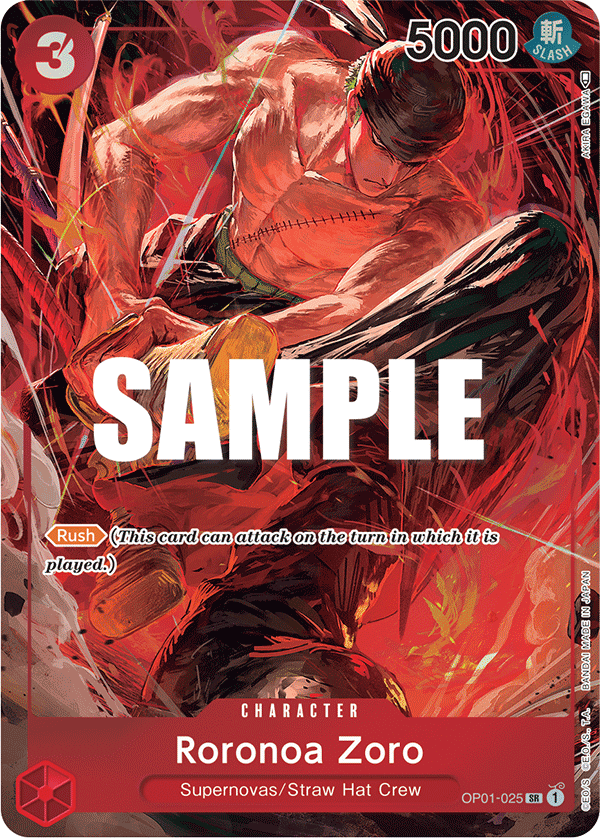 3
5000
斬
SLASH
AKIRA EGAWA
SAMPLE
Rush (This card can attack on the turn in which it is
played.)
CHARACTER
Roronoa Zoro
Supernovas/Straw Hat Crew
OP01-025 SR 1
©E.O/S. ©E.O./S., T.A. BANDAI MADE IN JAPAN